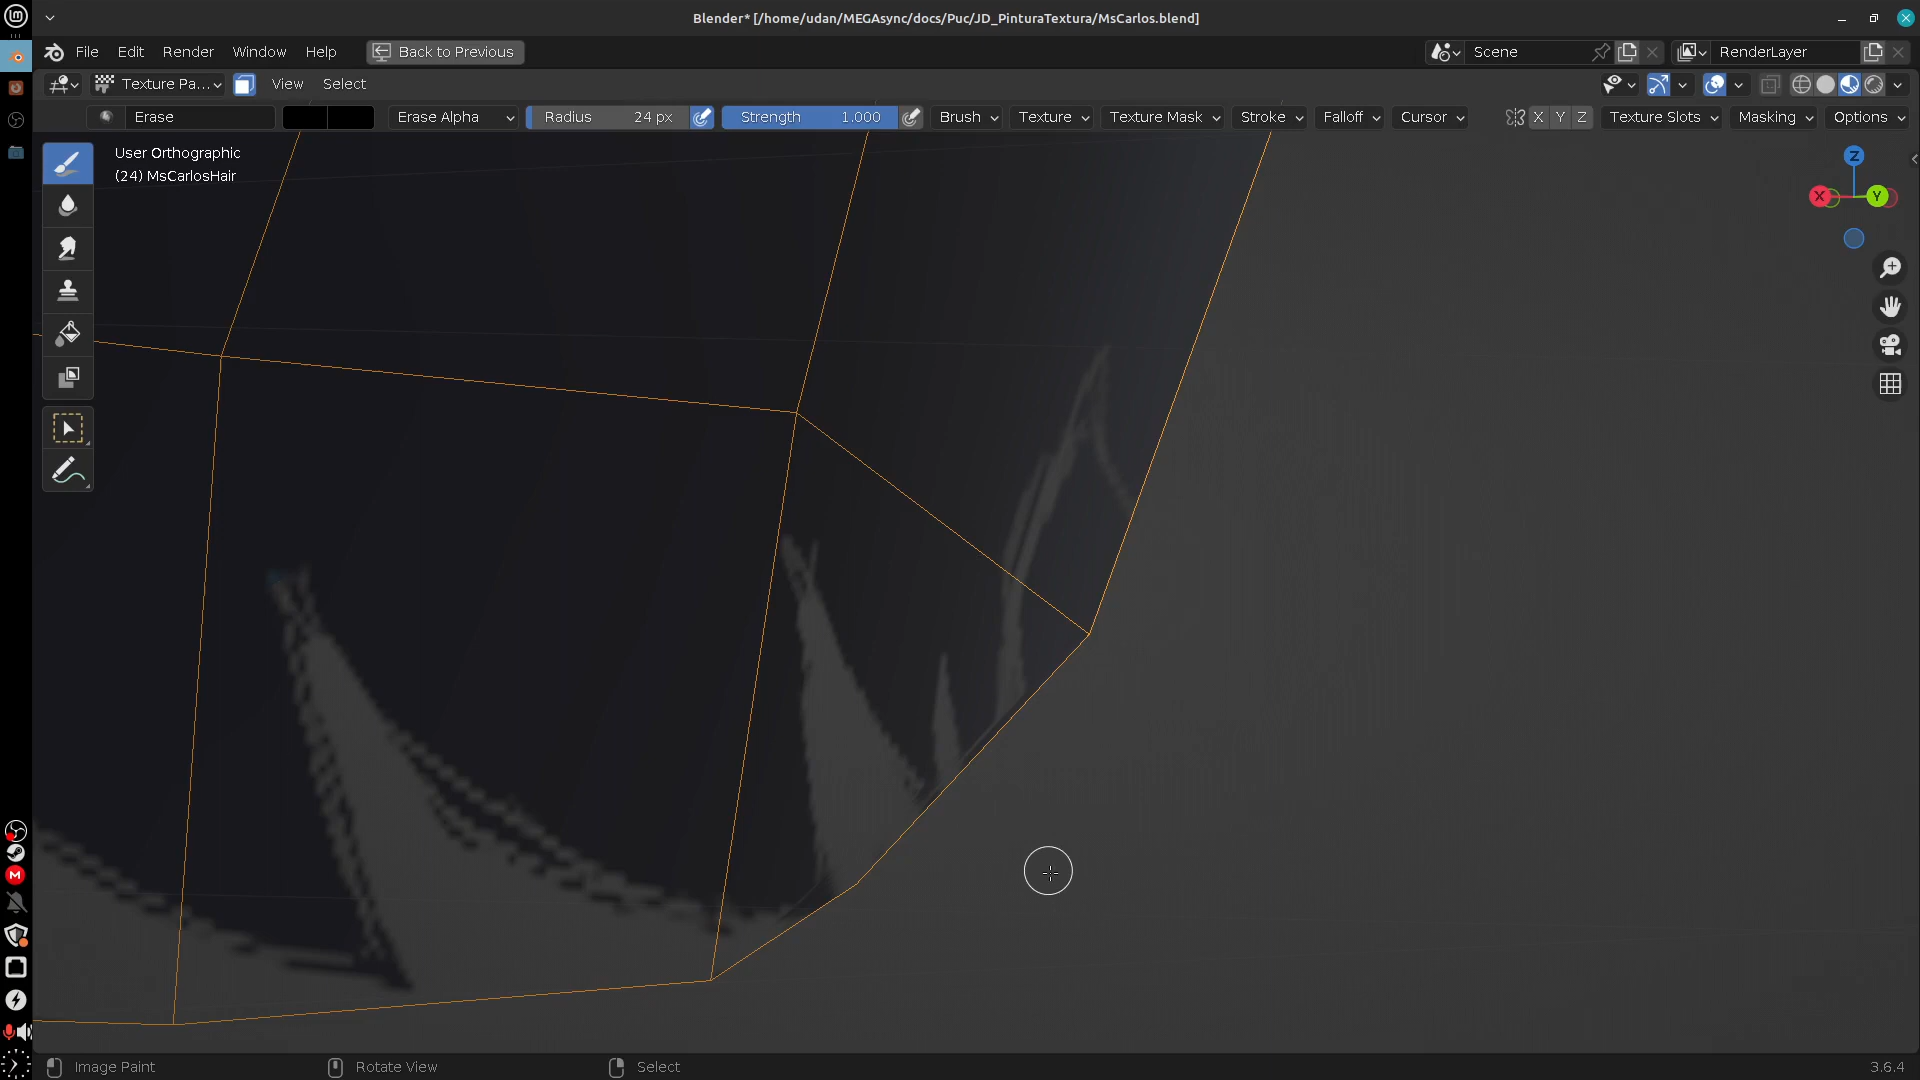 Blender* [/home/udan/MEGAsync/docs/Puc/JD_PinturaTextura/MsCarlos.blend]
File Edit Render Window Help Back to Previous Scene RenderLayer
Texture Pa... View Select
Erase Erase Alpha Radius 24 px Strength 1.000 Brush Texture Texture Mask Stroke Falloff Cursor X Y Z Texture Slots Masking Options
User Orthographic
(24) MsCarlosHair
Z
X Y
M
Image Paint Rotate View Select 3.6.4